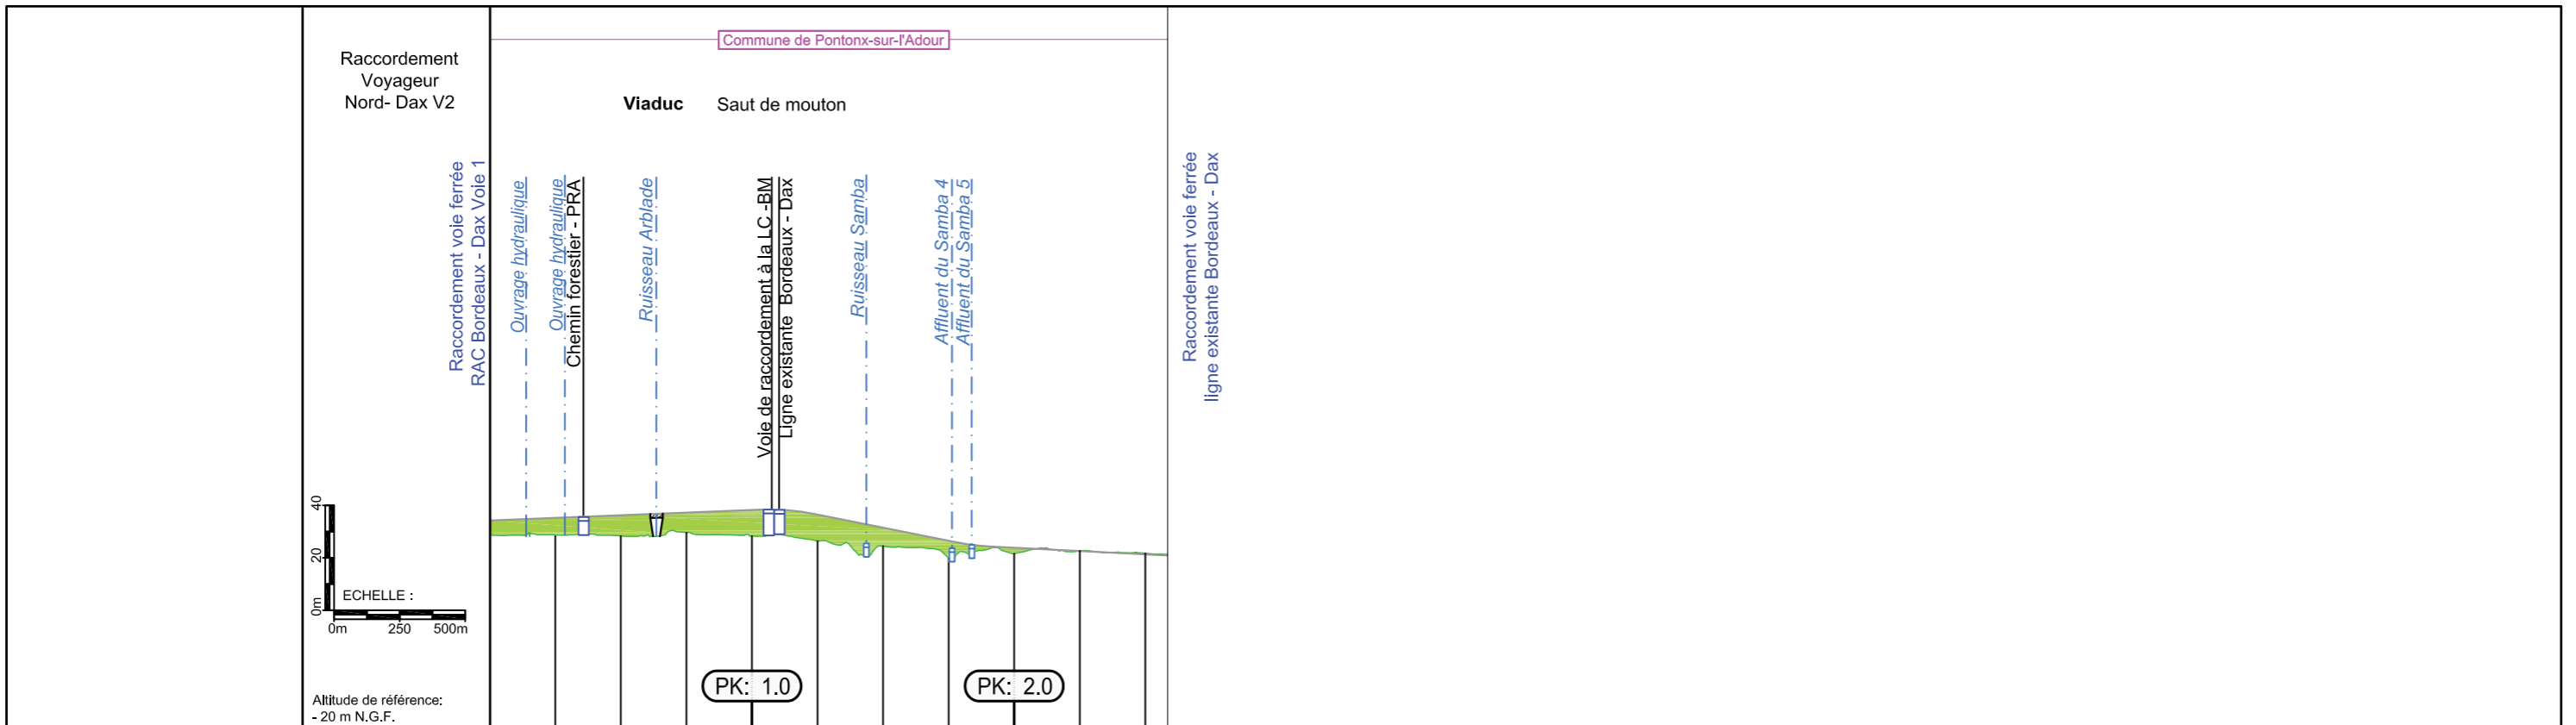 Commune de Pontonx-sur-l'Adour
Raccordement
Voyageur
Nord- Dax V2
Viaduc
Saut de mouton
Raccordement voie ferrée
RAC Bordeaux - Dax Voie 1
Ouvrage hydraulique
Ouvrage hydraulique
Chemin forestier - PRA
Ruisseau Arblade
Voie de raccordement à la LC -BM
Ligne existante Bordeaux - Dax
Ruisseau Samba
Affluent du Samba 4
Affluent du Samba 5
Raccordement voie ferrée
ligne existante Bordeaux - Dax
40
20
0m
ECHELLE :
0m 250 500m
PK: 1.0
PK: 2.0
Altitude de référence:
- 20 m N.G.F.